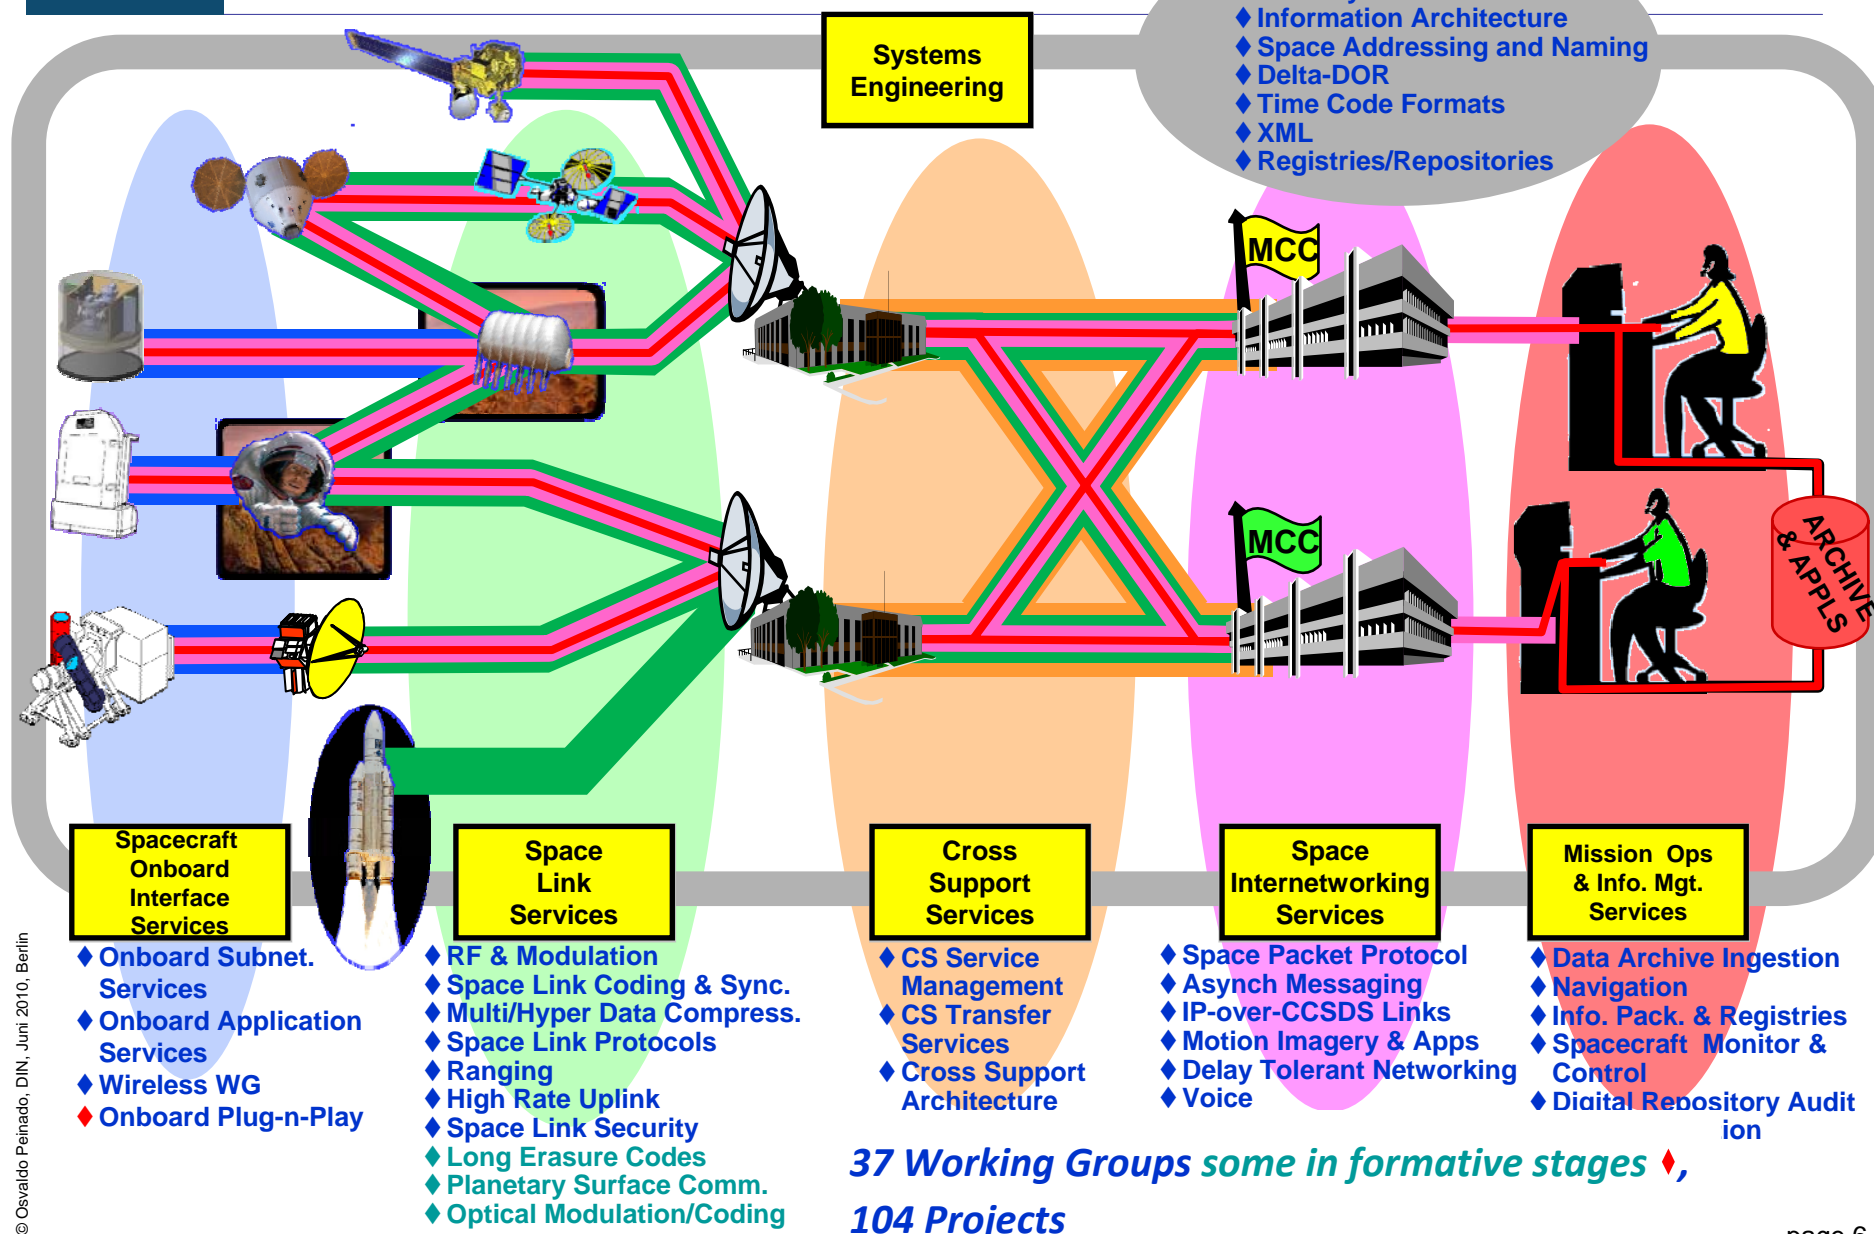 Information Architecture
Space Addressing and Naming
Delta-DOR
Time Code Formats
XML
Registries/Repositories
Systems
Engineering
MCC
MCC
ARCHIVE
& APPLS
Spacecraft
Onboard
Interface
Services
Onboard Subnet.
Services
Onboard Application
Services
Wireless WG
Onboard Plug-n-Play
Space
Link
Services
RF & Modulation
Space Link Coding & Sync.
Multi/Hyper Data Compress.
Space Link Protocols
Ranging
High Rate Uplink
Space Link Security
Long Erasure Codes
Planetary Surface Comm.
Optical Modulation/Coding
Cross
Support
Services
CS Service
Management
CS Transfer
Services
Cross Support
Architecture
Space
Internetworking
Services
Space Packet Protocol
Asynch Messaging
IP-over-CCSDS Links
Motion Imagery & Apps
Delay Tolerant Networking
Voice
Mission Ops
& Info. Mgt.
Services
Data Archive Ingestion
Navigation
Info. Pack. & Registries
Spacecraft Monitor &
Control
Digital Repository Audit
ion
37 Working Groups some in formative stages ♦,
104 Projects
© Osvaldo Peinado, DIN, Juni 2010, Berlin
page 6